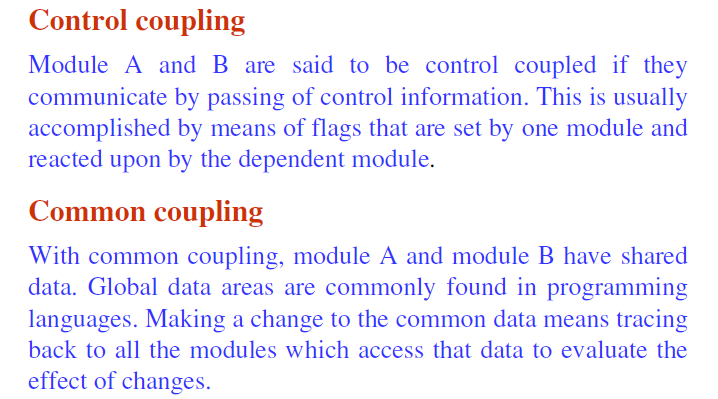 Control coupling
Module A and B are said to be control coupled if they
communicate by passing of control information. This is usually
accomplished by means of flags that are set by one module and
reacted upon by the dependent module.
Common coupling
With common coupling, module A and module B have shared
data. Global data areas are commonly found in programming
languages. Making a change to the common data means tracing
back to all the modules which access that data to evaluate the
effect of changes.